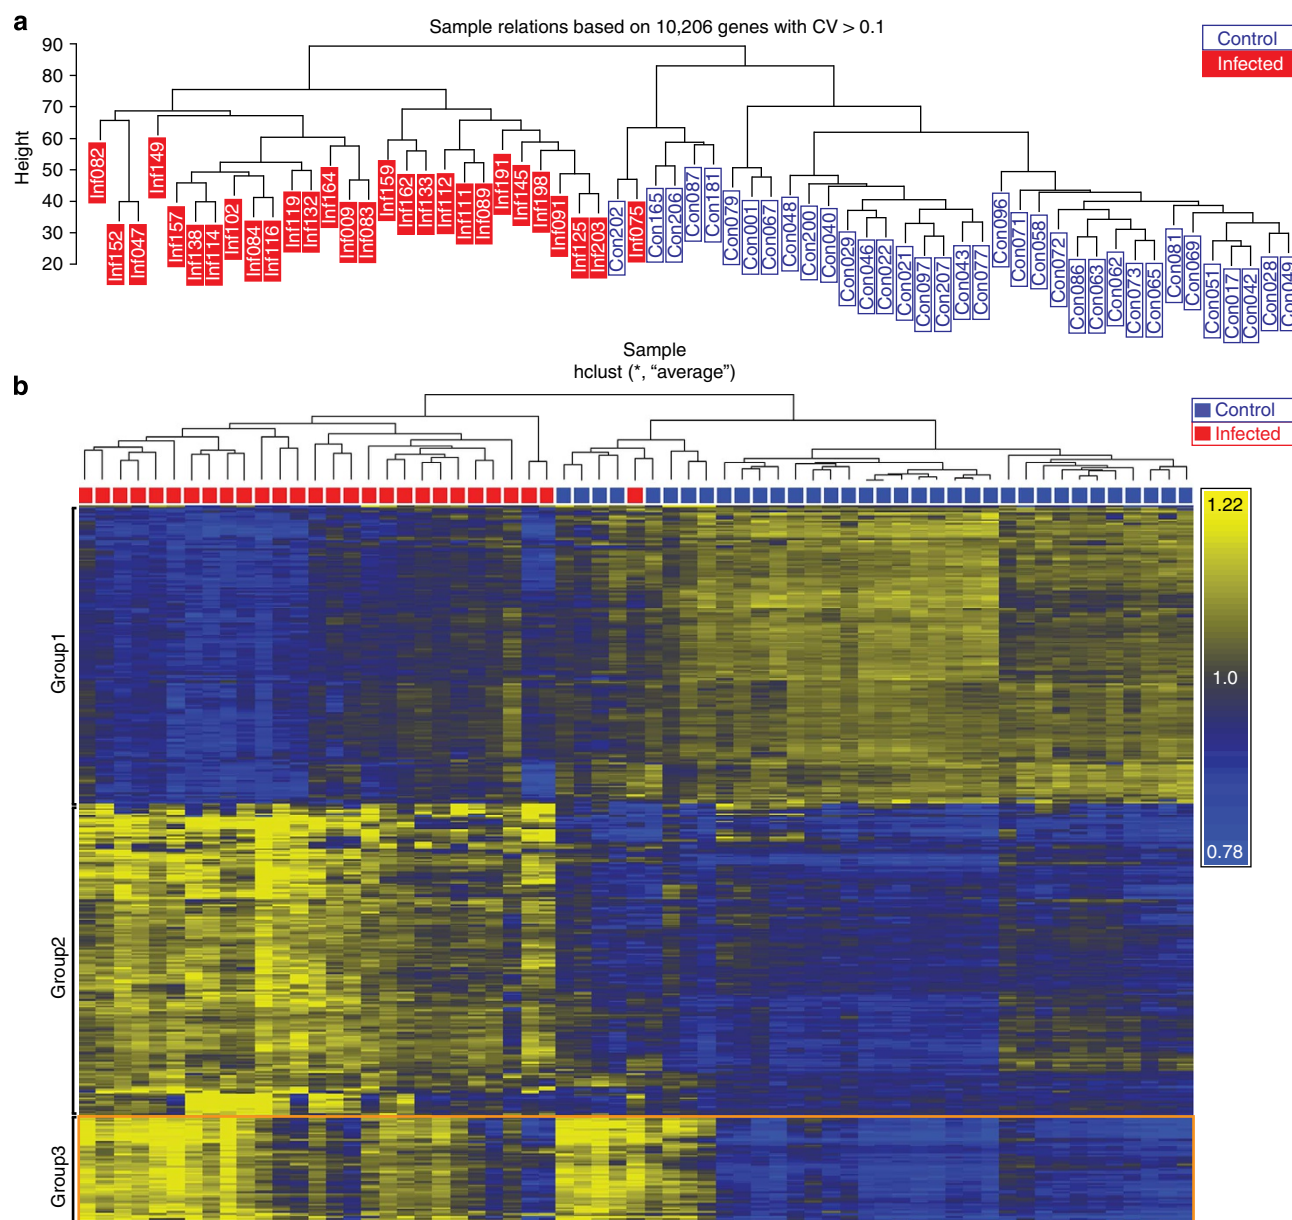 a
Sample relations based on 10,206 genes with CV > 0.1
Control
Infected
Height
90
80
70
60
50
40
30
20
Inf082
Inf152
Inf047
Inf149
Inf157
Inf138
Inf114
Inf102
Inf084
Inf116
Inf119
Inf132
Inf164
Inf009
Inf083
Inf159
Inf162
Inf133
Inf112
Inf111
Inf089
Inf191
Inf145
Inf198
Inf091
Inf125
Inf203
Con202
Inf075
Con165
Con206
Con087
Con181
Con079
Con001
Con067
Con048
Con200
Con040
Con029
Con046
Con022
Con021
Con097
Con207
Con043
Con077
Con096
Con071
Con058
Con072
Con086
Con063
Con062
Con073
Con065
Con081
Con069
Con051
Con017
Con042
Con028
Con049
Sample
hclust (*, “average”)
b
Control
Infected
1.22
1.0
0.78
Group1
Group2
Group3